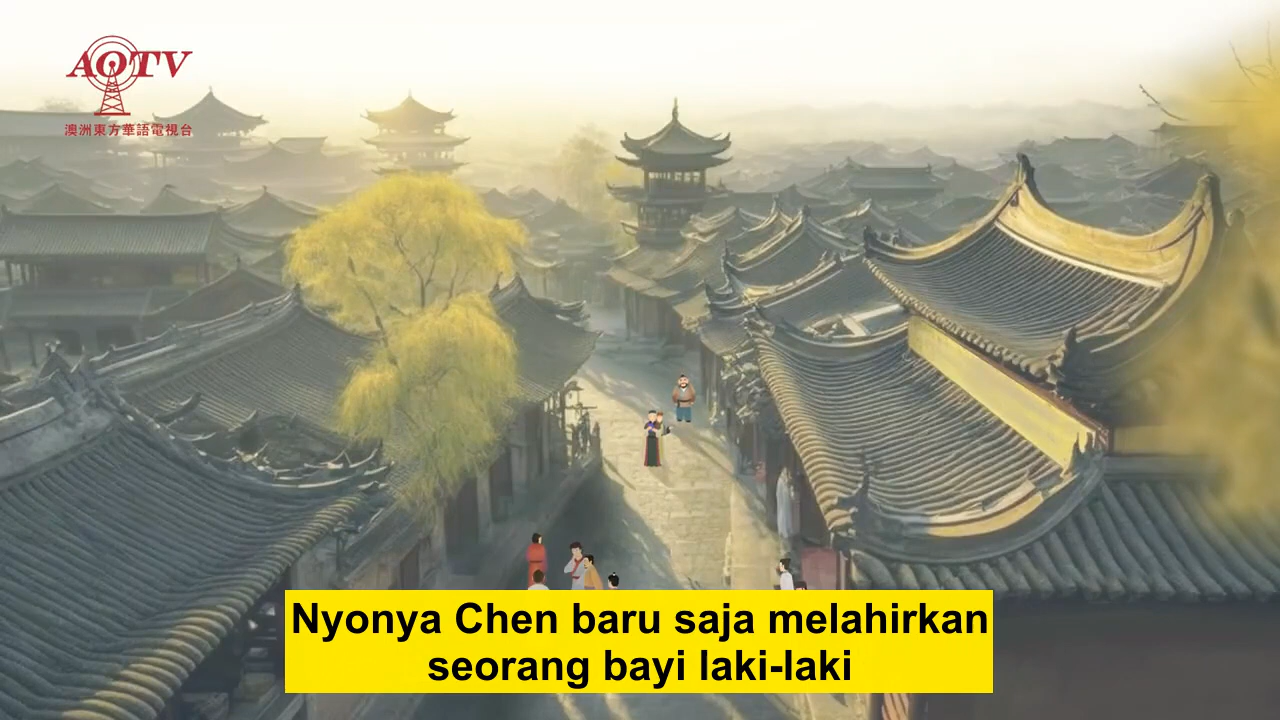 AOTV
澳洲東方華語電視台
Nyonya Chen baru saja melahirkan
seorang bayi laki-laki